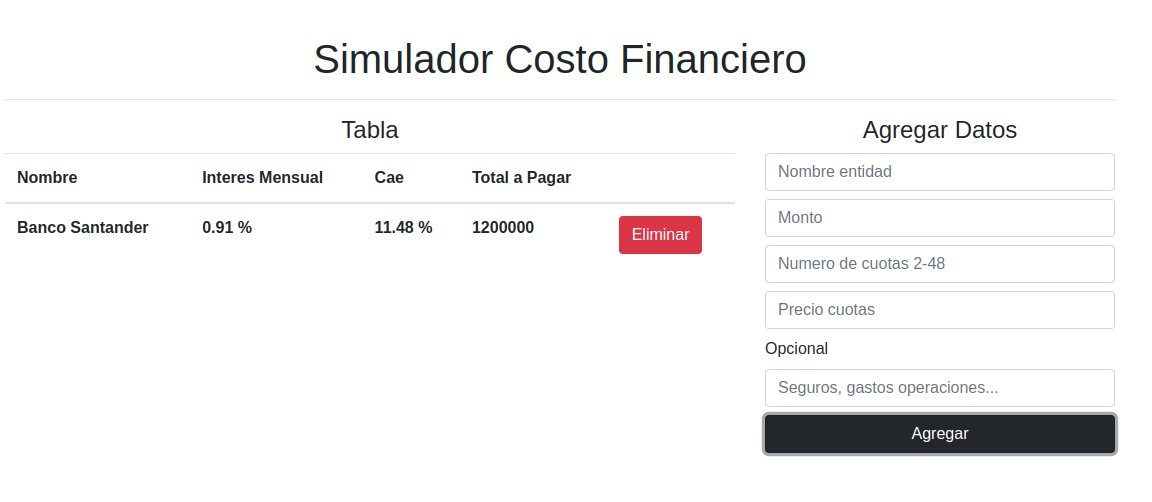 Simulador Costo Financiero
Tabla
Nombre Interes Mensual Cae Total a Pagar
Banco Santander 0.91 % 11.48 % 1200000 Eliminar
Agregar Datos
Nombre entidad
Monto
Numero de cuotas 2-48
Precio cuotas
Opcional
Seguros, gastos operaciones...
Agregar